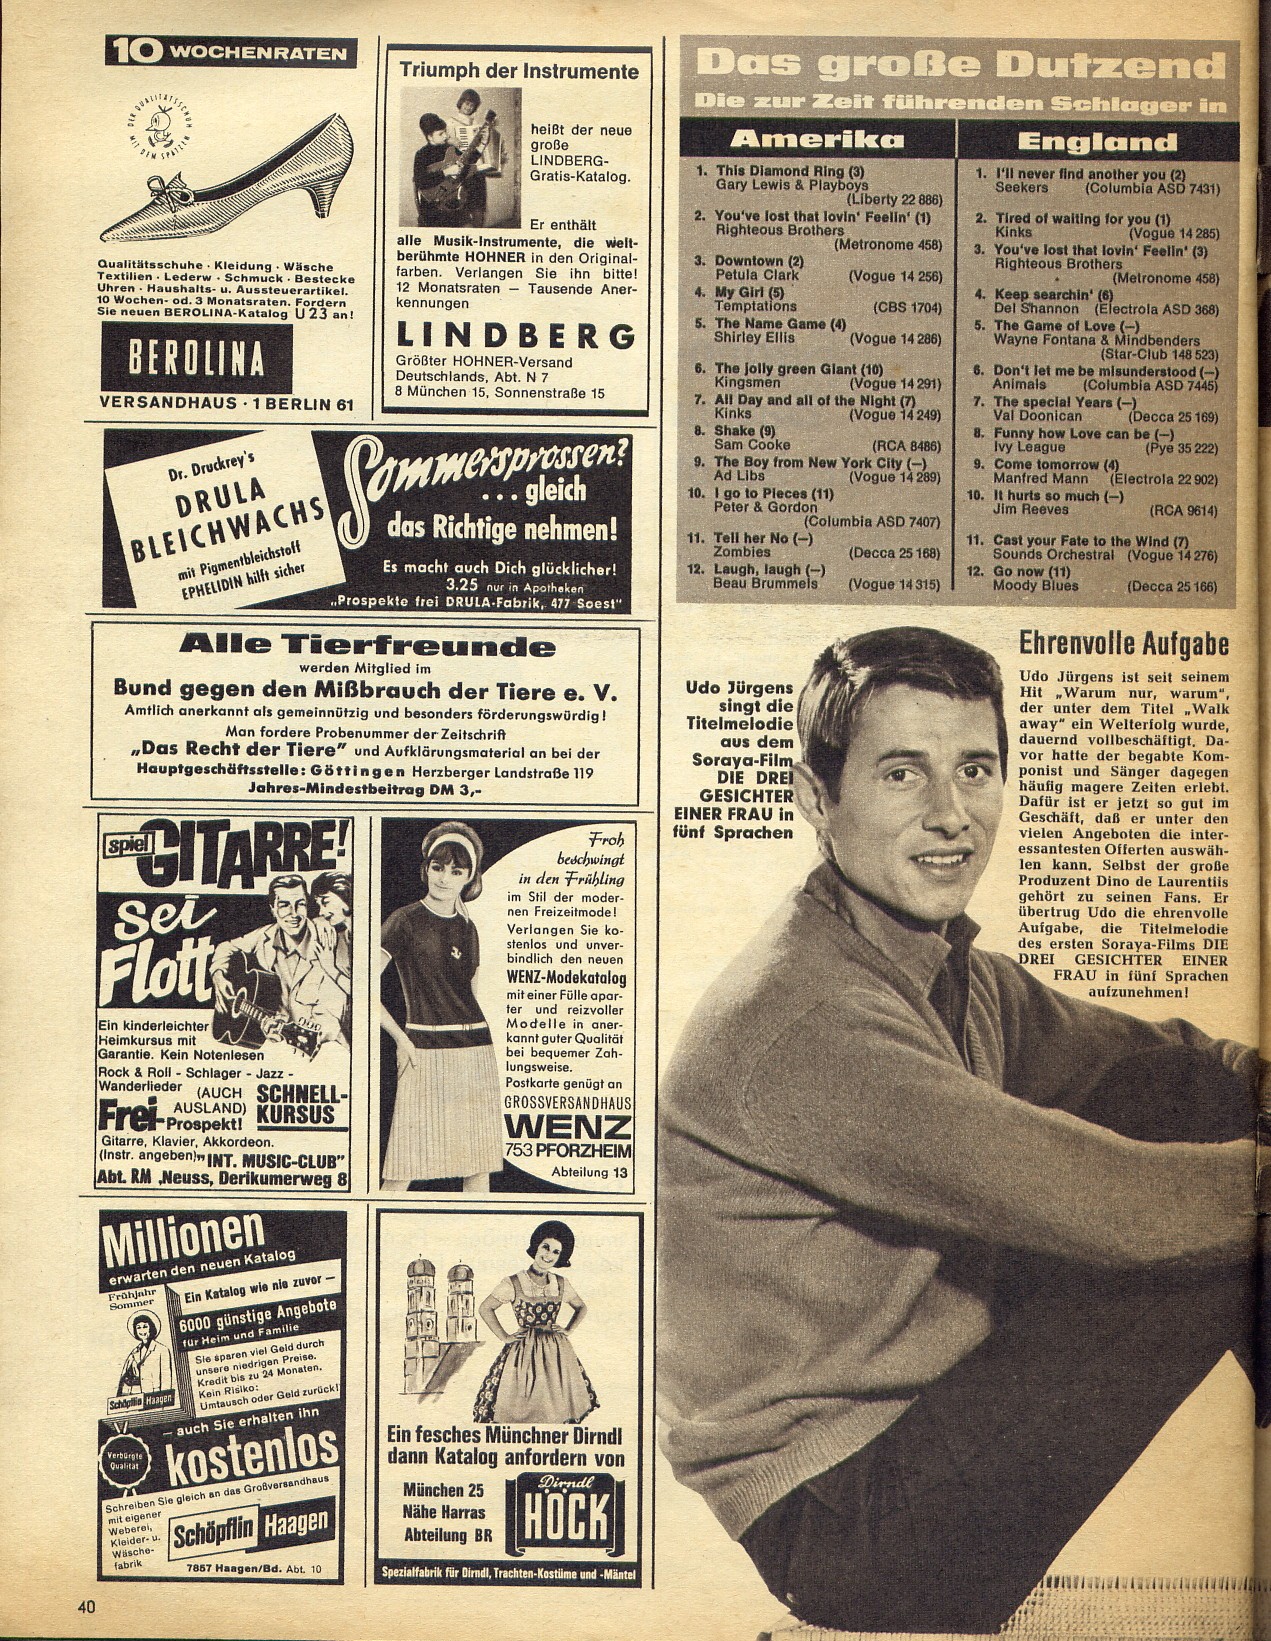 10 WOCHENRATEN
DER QUALITÄTSSCHUH
MIT DEM SPATZEN
Qualitätsschuhe · Kleidung · Wäsche
Textilien · Lederw · Schmuck · Bestecke
Uhren · Haushalts- u. Aussteuerartikel.
10 Wochen- od. 3 Monatsraten. Fordern
Sie neuen BEROLINA-Katalog U 23 an!
BEROLINA
VERSANDHAUS · 1 BERLIN 61
Triumph der Instrumente
heißt der neue
große
LINDBERG-
Gratis-Katalog.
Er enthält
alle Musik-Instrumente, die welt-
berühmte HOHNER in den Original-
farben. Verlangen Sie ihn bitte!
12 Monatsraten — Tausende Aner-
kennungen
LINDBERG
Größter HOHNER-Versand
Deutschlands, Abt. N 7
8 München 15, Sonnenstraße 15
Dr. Druckrey's
DRULA
BLEICHWACHS
mit Pigmentbleichstoff
EPHELIDIN hilft sicher
Sommersprossen?
... gleich
das Richtige nehmen!
Es macht auch Dich glücklicher!
3.25 nur in Apotheken
„Prospekte frei DRULA-Fabrik, 477 Soest"
Alle Tierfreunde
werden Mitglied im
Bund gegen den Mißbrauch der Tiere e. V.
Amtlich anerkannt als gemeinnützig und besonders förderungswürdig!
Man fordere Probenummer der Zeitschrift
„Das Recht der Tiere" und Aufklärungsmaterial an bei der
Hauptgeschäftsstelle: Göttingen Herzberger Landstraße 119
Jahres-Mindestbeitrag DM 3,-
spiel GITARRE!
Sei
Flott
Ein kinderleichter
Heimkursus mit
Garantie. Kein Notenlesen
Rock & Roll - Schlager - Jazz -
Wanderlieder (AUCH SCHNELL-
Frei- AUSLAND) KURSUS
Prospekt!
Gitarre, Klavier, Akkordeon.
(Instr. angeben) „INT. MUSIC-CLUB"
Abt. RM , Neuss, Derikumerweg 8
Froh
beschwingt
in den Frühling
im Stil der moder-
nen Freizeitmode!
Verlangen Sie ko-
stenlos und unver-
bindlich den neuen
WENZ-Modekatalog
mit einer Fülle apar-
ter und reizvoller
Modelle in aner-
kannt guter Qualität
bei bequemer Zah-
lungsweise.
Postkarte genügt an
GROSSVERSANDHAUS
WENZ
753 PFORZHEIM
Abteilung 13
Millionen
erwarten den neuen Katalog
Frühjahr
Sommer
Ein Katalog wie nie zuvor —
6000 günstige Angebote
für Heim und Familie
Sie sparen viel Geld durch
unsere niedrigen Preise.
Kredit bis zu 24 Monaten.
Kein Risiko:
Umtausch oder Geld zurück!
Schöpflin Haagen
— auch Sie erhalten ihn
Verbürgte
Qualität
kostenlos
Schreiben Sie gleich an das Großversandhaus
mit eigener
Weberei,
Kleider- u.
Wäsche-
fabrik
Schöpflin Haagen
7857 Haagen/Bd. Abt. 10
Ein fesches Münchner Dirndl
dann Katalog anfordern von
München 25
Nähe Harras
Abteilung BR
Dirndl
HÖCK
Spezialfabrik für Dirndl, Trachten-Kostüme und -Mäntel
40
Das große Dutzend
Die zur Zeit führenden Schlager in
Amerika
1. This Diamond Ring (3)
Gary Lewis & Playboys
(Liberty 22 886)
2. You've lost that lovin' Feelin' (1)
Righteous Brothers
(Metronome 458)
3. Downtown (2)
Petula Clark (Vogue 14 256)
4. My Girl (5)
Temptations (CBS 1704)
5. The Name Game (4)
Shirley Ellis (Vogue 14 286)
6. The jolly green Giant (10)
Kingsmen (Vogue 14 291)
7. All Day and all of the Night (7)
Kinks (Vogue 14 249)
8. Shake (9)
Sam Cooke (RCA 8486)
9. The Boy from New York City (—)
Ad Libs (Vogue 14 289)
10. I go to Pieces (11)
Peter & Gordon
(Columbia ASD 7407)
11. Tell her No (—)
Zombies (Decca 25 168)
12. Laugh, laugh (—)
Beau Brummels (Vogue 14 315)
England
1. I'll never find another you (2)
Seekers (Columbia ASD 7431)
2. Tired of waiting for you (1)
Kinks (Vogue 14 285)
3. You've lost that lovin' Feelin' (3)
Righteous Brothers
(Metronome 458)
4. Keep searchin' (6)
Del Shannon (Electrola ASD 368)
5. The Game of Love (—)
Wayne Fontana & Mindbenders
(Star-Club 148 523)
6. Don't let me be misunderstood (—)
Animals (Columbia ASD 7445)
7. The special Years (—)
Val Doonican (Decca 25 169)
8. Funny how Love can be (—)
Ivy League (Pye 35 222)
9. Come tomorrow (4)
Manfred Mann (Electrola 22 902)
10. It hurts so much (—)
Jim Reeves (RCA 9614)
11. Cast your Fate to the Wind (7)
Sounds Orchestral (Vogue 14 276)
12. Go now (11)
Moody Blues (Decca 25 166)
Udo Jürgens
singt die
Titelmelodie
aus dem
Soraya-Film
DIE DREI
GESICHTER
EINER FRAU in
fünf Sprachen
Ehrenvolle Aufgabe
Udo Jürgens ist seit seinem
Hit „Warum nur, warum",
der unter dem Titel „Walk
away" ein Welterfolg wurde,
dauernd vollbeschäftigt. Da-
vor hatte der begabte Kom-
ponist und Sänger dagegen
häufig magere Zeiten erlebt.
Dafür ist er jetzt so gut im
Geschäft, daß er unter den
vielen Angeboten die inter-
essantesten Offerten auswäh-
len kann. Selbst der große
Produzent Dino de Laurentiis
gehört zu seinen Fans. Er
übertrug Udo die ehrenvolle
Aufgabe, die Titelmelodie
des ersten Soraya-Films DIE
DREI GESICHTER EINER
FRAU in fünf Sprachen
aufzunehmen!